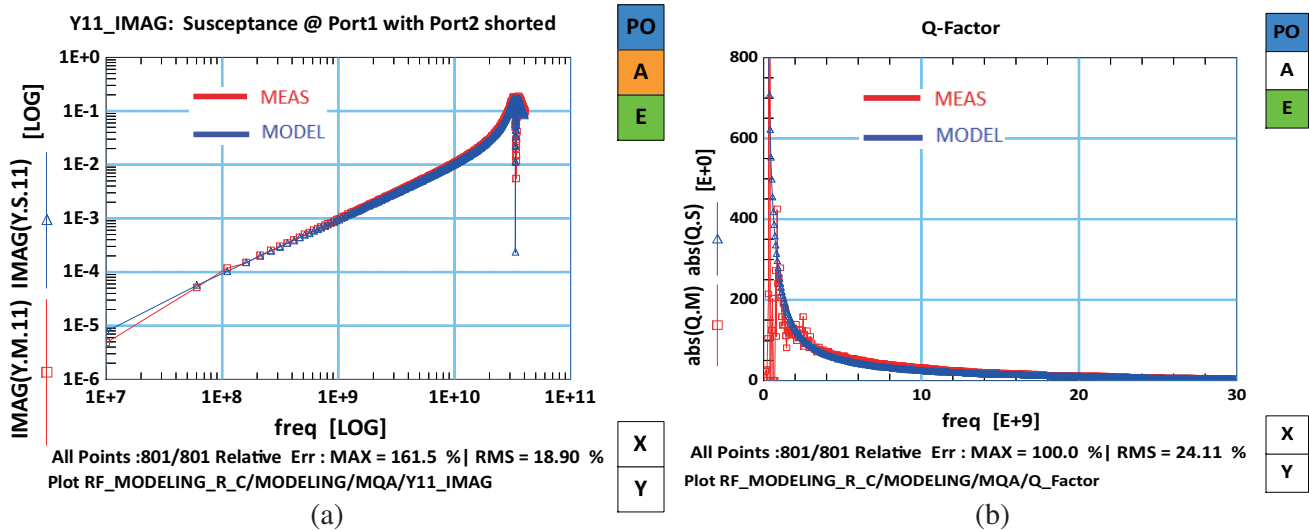 Y11_IMAG: Susceptance @ Port1 with Port2 shorted
IMAG(Y.M.11) IMAG(Y.S.11) [LOG]
1E+0
1E-1
1E-2
1E-3
1E-4
1E-5
1E-6
MEAS
MODEL
1E+7 1E+8 1E+9 1E+10 1E+11
freq [LOG]
All Points :801/801 Relative Err : MAX = 161.5 %| RMS = 18.90 %
Plot RF_MODELING_R_C/MODELING/MQA/Y11_IMAG
PO
A
E
X
Y
(a)
Q-Factor
abs(Q.M) abs(Q.S) [E+0]
800
600
400
200
0
MEAS
MODEL
0 10 20 30
freq [E+9]
All Points :801/801 Relative Err : MAX = 100.0 %| RMS = 24.11 %
Plot RF_MODELING_R_C/MODELING/MQA/Q_Factor
PO
A
E
X
Y
(b)